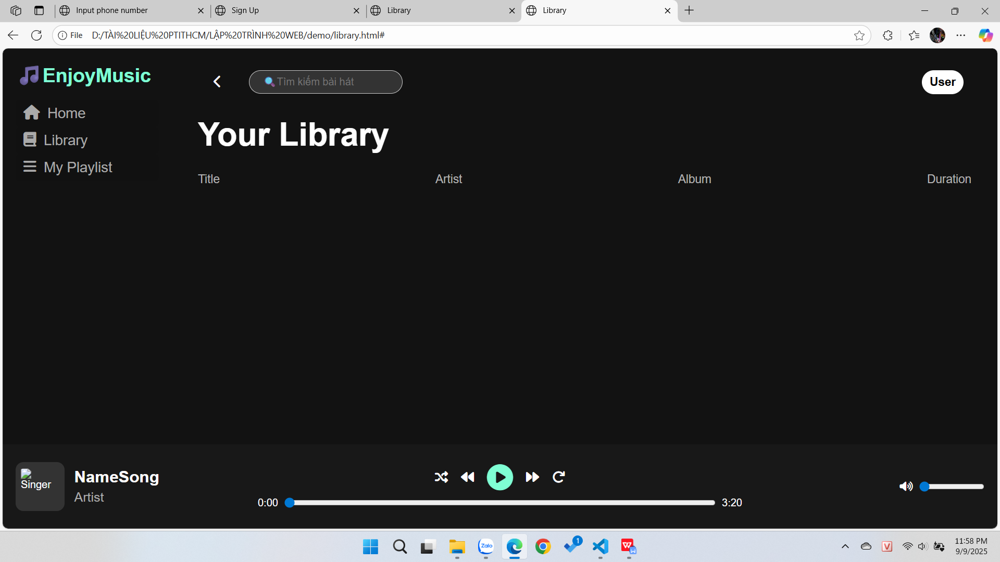 Input phone number
Sign Up
Library
Library
File
D:/TÀI%20LIỆU%20PTITHCM/LẬP%20TRÌNH%20WEB/demo/library.html#
EnjoyMusic
Tìm kiếm bài hát
User
Home
Library
My Playlist
Your Library
Title Artist Album Duration
Singer
NameSong
Artist
0:00
3:20
Zalo
1
W
W
V
11:58 PM
9/9/2025